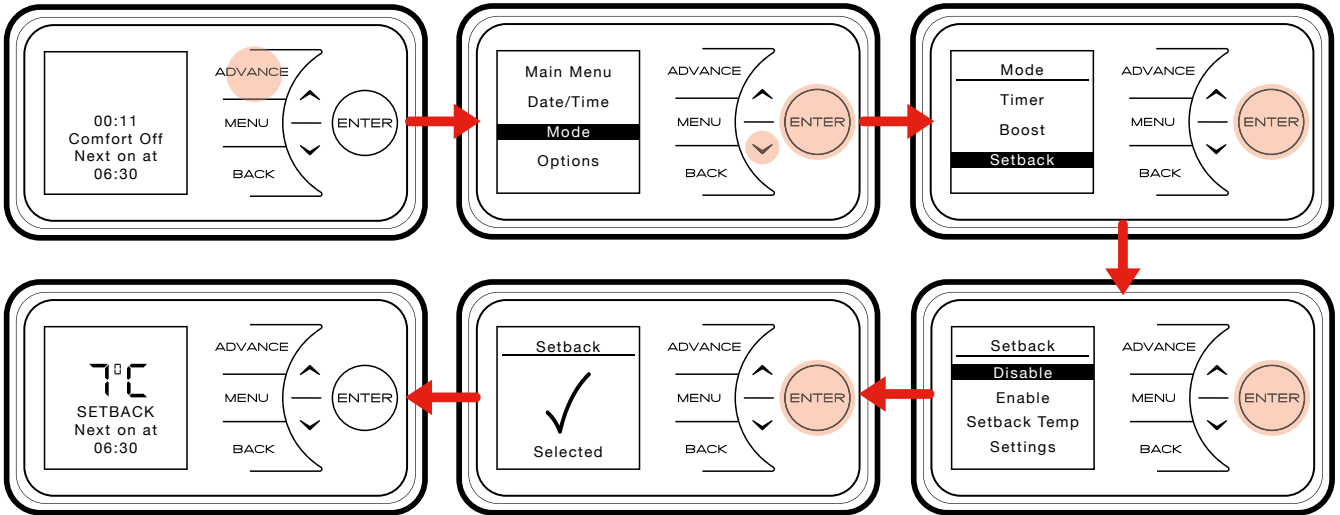 00:11
Comfort Off
Next on at
06:30
ADVANCE
MENU
BACK
ENTER
Main Menu
Date/Time
Mode
Options
ADVANCE
MENU
BACK
ENTER
Mode
Timer
Boost
Setback
ADVANCE
MENU
BACK
ENTER
7°C
SETBACK
Next on at
06:30
ADVANCE
MENU
BACK
ENTER
Setback
Selected
ADVANCE
MENU
BACK
ENTER
Setback
Disable
Enable
Setback Temp
Settings
ADVANCE
MENU
BACK
ENTER